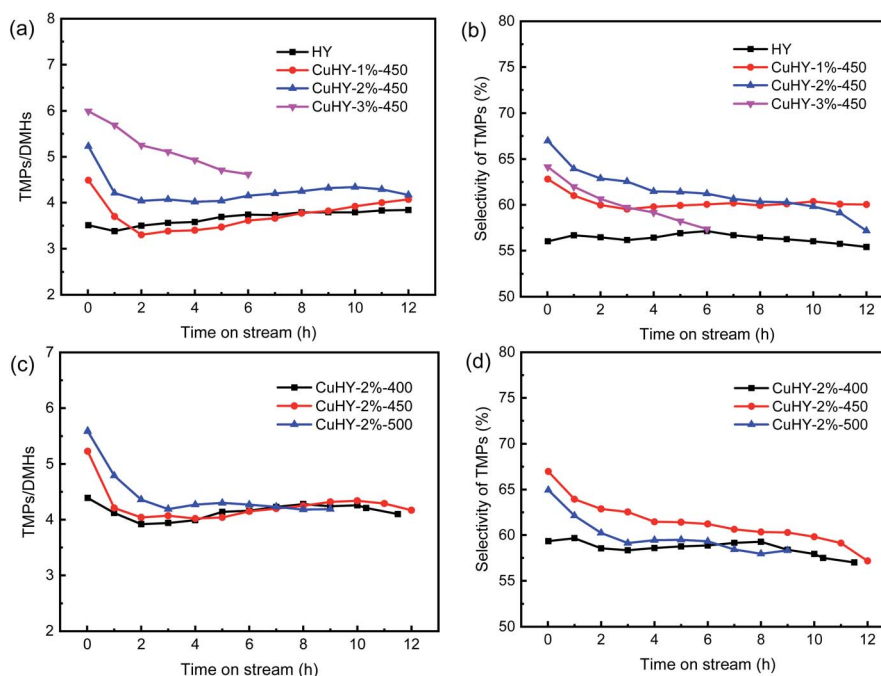 (a)
TMPs/DMHs
8
7
6
5
4
3
2
HY
CuHY-1%-450
CuHY-2%-450
CuHY-3%-450
0 2 4 6 8 10 12
Time on stream (h)
(b)
Selectivity of TMPs (%)
80
75
70
65
60
55
50
HY
CuHY-1%-450
CuHY-2%-450
CuHY-3%-450
0 2 4 6 8 10 12
Time on stream (h)
(c)
TMPs/DMHs
7
6
5
4
3
2
CuHY-2%-400
CuHY-2%-450
CuHY-2%-500
0 2 4 6 8 10 12
Time on stream (h)
(d)
Selectivity of TMPs (%)
80
75
70
65
60
55
50
CuHY-2%-400
CuHY-2%-450
CuHY-2%-500
0 2 4 6 8 10 12
Time on stream (h)